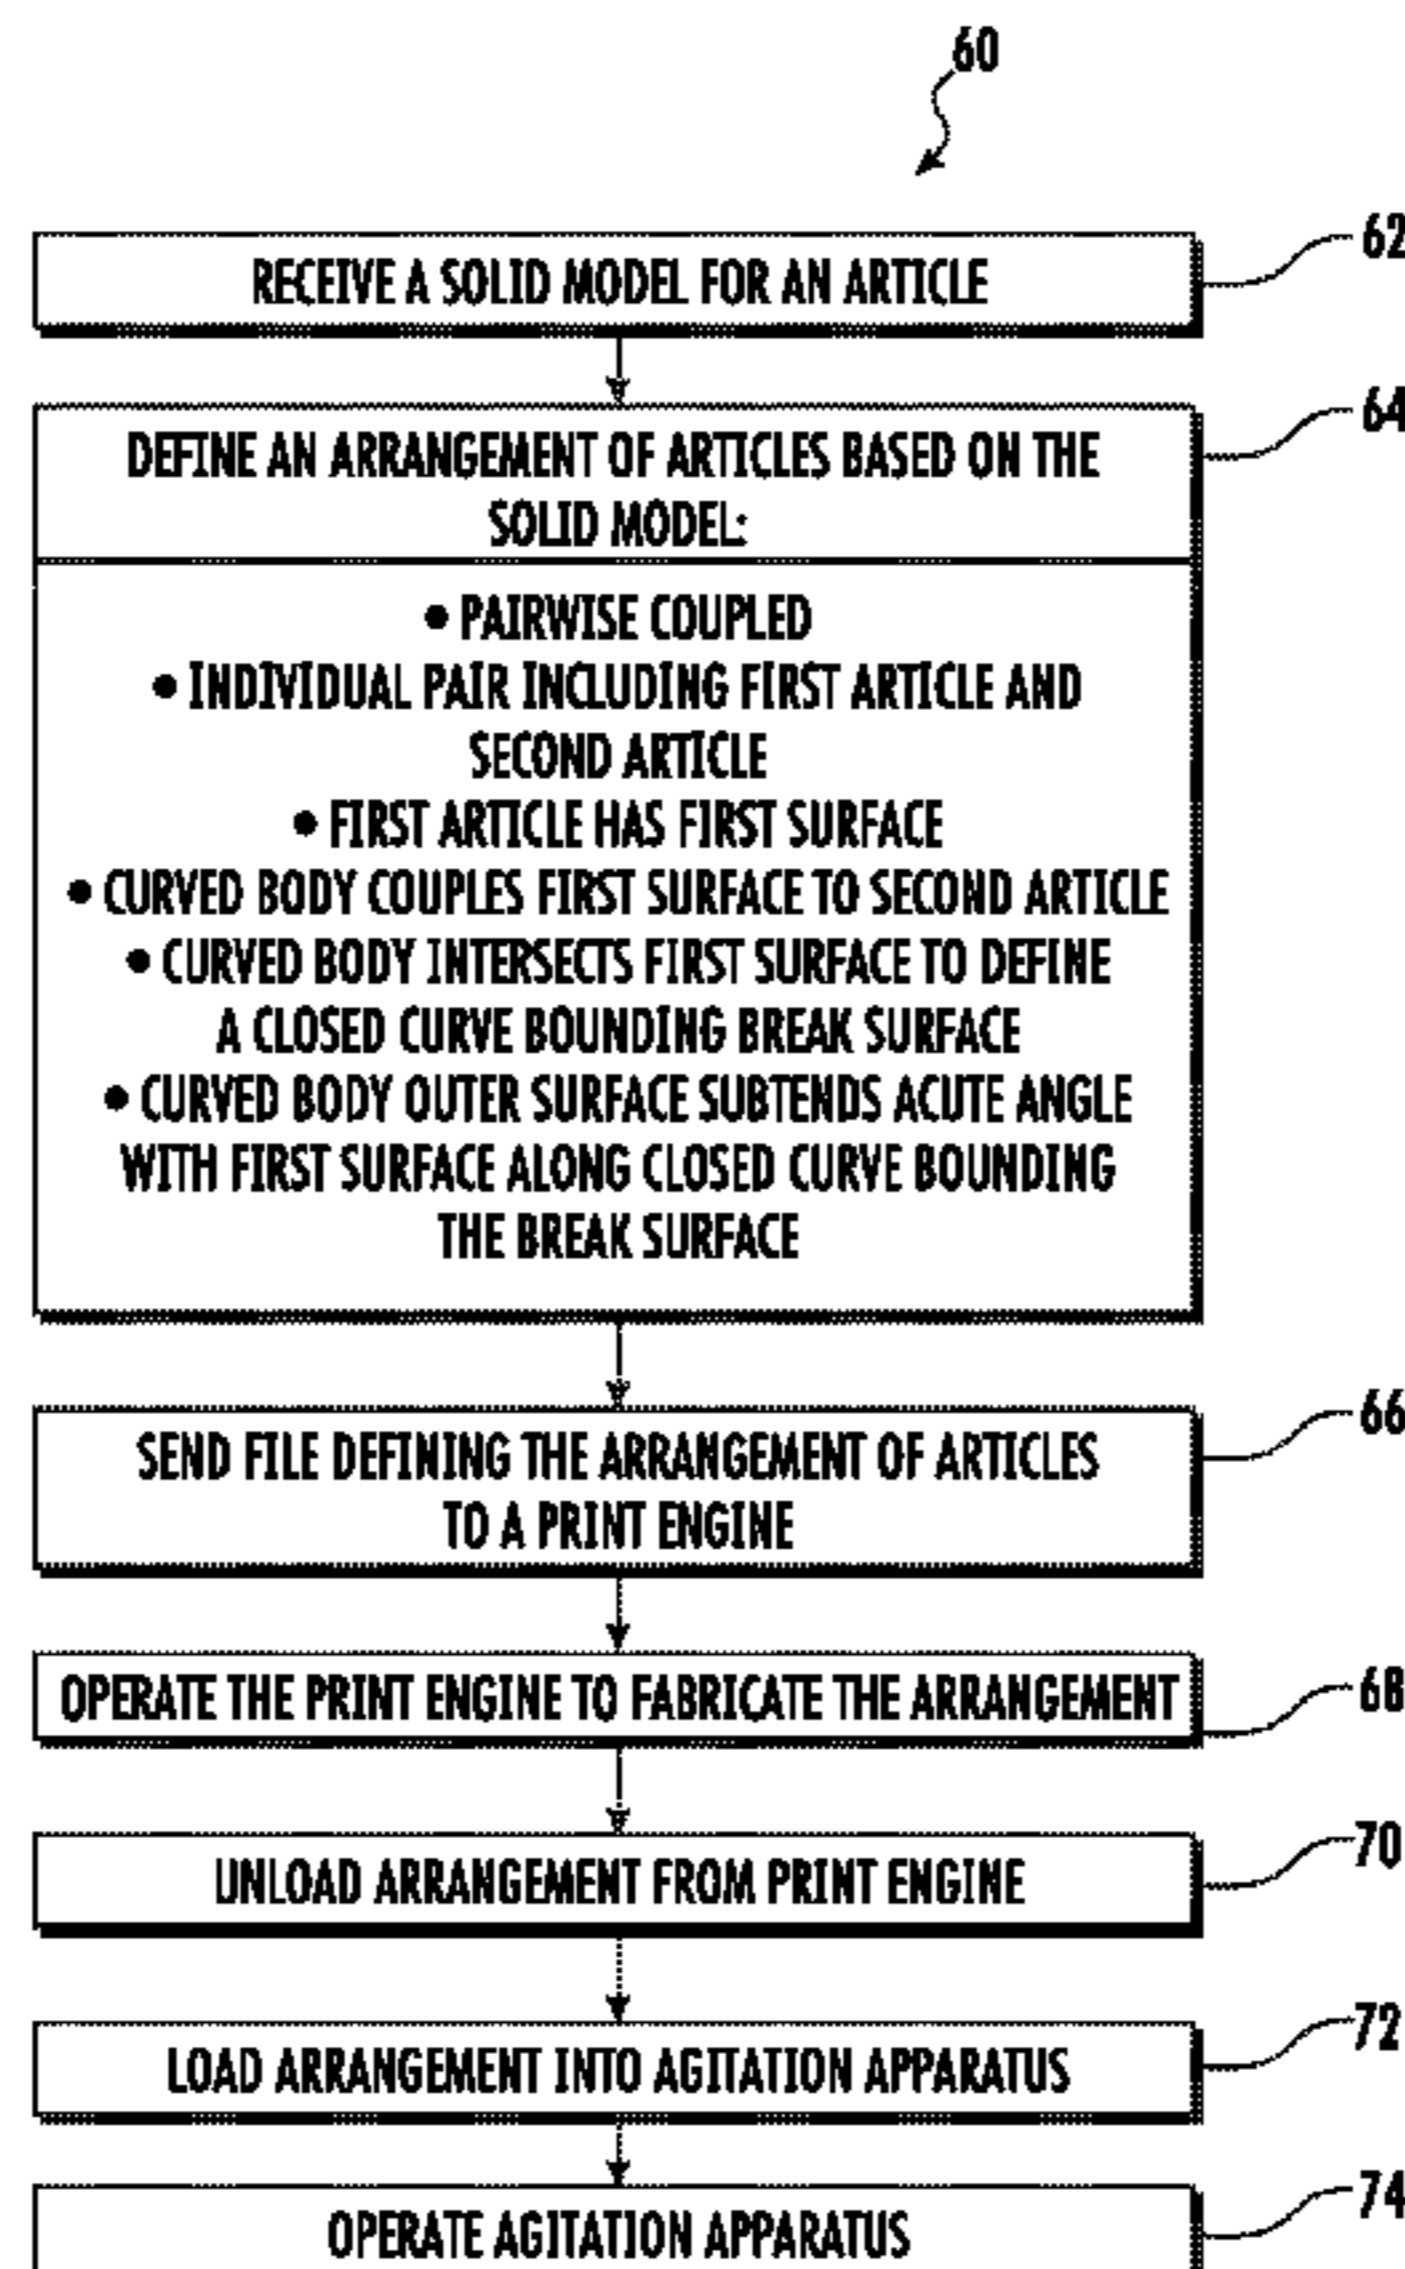 60
RECEIVE A SOLID MODEL FOR AN ARTICLE
62
DEFINE AN ARRANGEMENT OF ARTICLES BASED ON THE
SOLID MODEL:
64
• PAIRWISE COUPLED
• INDIVIDUAL PAIR INCLUDING FIRST ARTICLE AND
SECOND ARTICLE
• FIRST ARTICLE HAS FIRST SURFACE
• CURVED BODY COUPLES FIRST SURFACE TO SECOND ARTICLE
• CURVED BODY INTERSECTS FIRST SURFACE TO DEFINE
A CLOSED CURVE BOUNDING BREAK SURFACE
• CURVED BODY OUTER SURFACE SUBTENDS ACUTE ANGLE
WITH FIRST SURFACE ALONG CLOSED CURVE BOUNDING
THE BREAK SURFACE
SEND FILE DEFINING THE ARRANGEMENT OF ARTICLES
TO A PRINT ENGINE
66
OPERATE THE PRINT ENGINE TO FABRICATE THE ARRANGEMENT
68
UNLOAD ARRANGEMENT FROM PRINT ENGINE
70
LOAD ARRANGEMENT INTO AGITATION APPARATUS
72
OPERATE AGITATION APPARATUS
74